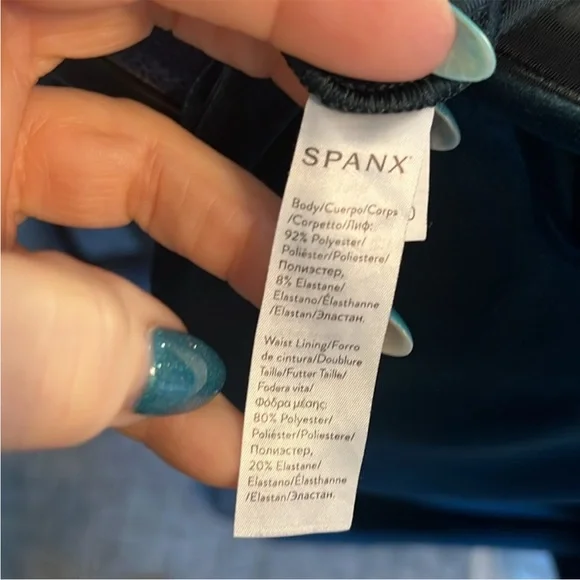 SPANX
Body/Cuerpo/Corps
/Corpetto/Лиф:
92% Polyester/
Poliéster/Poliestere/
Полиэстер,
8% Elastane/
Elastano/Élasthanne
/Elastan/Эластан.
Waist Lining/Forro
de cintura/Doublure
Taille/Futter Taille/
Fodera vita/
Φόδρα μέσης:
80% Polyester/
Poliéster/Poliestere/
Полиэстер,
20% Elastane/
Elastano/Élasthanne
/Elastan/Эластан.